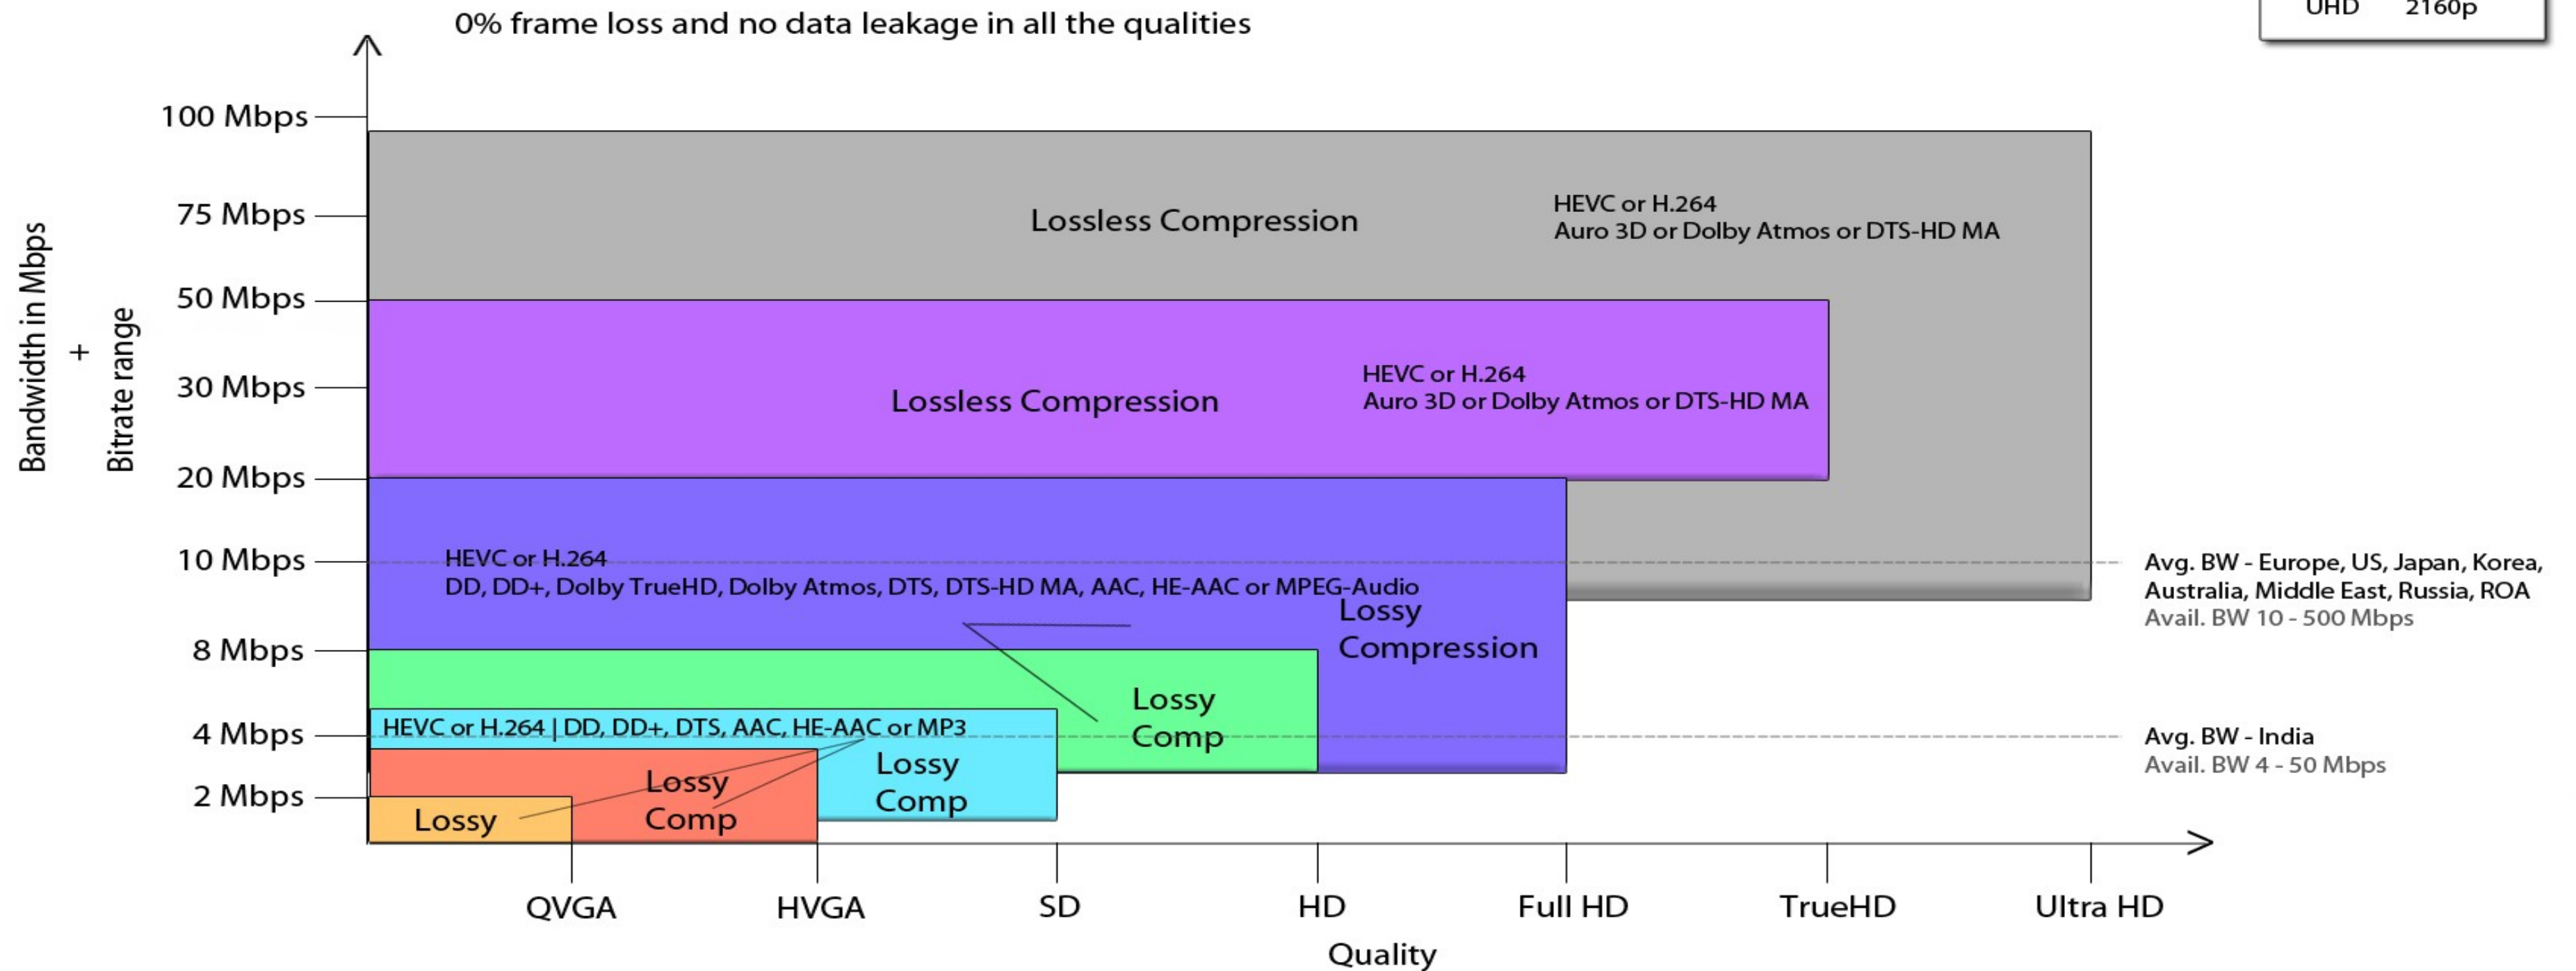 0% frame loss and no data leakage in all the qualities
UHD 2160p
Bandwidth in Mbps
+
Bitrate range
100 Mbps
75 Mbps
50 Mbps
30 Mbps
20 Mbps
10 Mbps
8 Mbps
4 Mbps
2 Mbps
Lossless Compression
HEVC or H.264
Auro 3D or Dolby Atmos or DTS-HD MA
Lossless Compression
HEVC or H.264
Auro 3D or Dolby Atmos or DTS-HD MA
HEVC or H.264
DD, DD+, Dolby TrueHD, Dolby Atmos, DTS, DTS-HD MA, AAC, HE-AAC or MPEG-Audio
Lossy
Compression
Lossy
Comp
HEVC or H.264 | DD, DD+, DTS, AAC, HE-AAC or MP3
Lossy
Comp
Lossy
Comp
Lossy
Avg. BW - Europe, US, Japan, Korea,
Australia, Middle East, Russia, ROA
Avail. BW 10 - 500 Mbps
Avg. BW - India
Avail. BW 4 - 50 Mbps
QVGA
HVGA
SD
HD
Full HD
TrueHD
Ultra HD
Quality